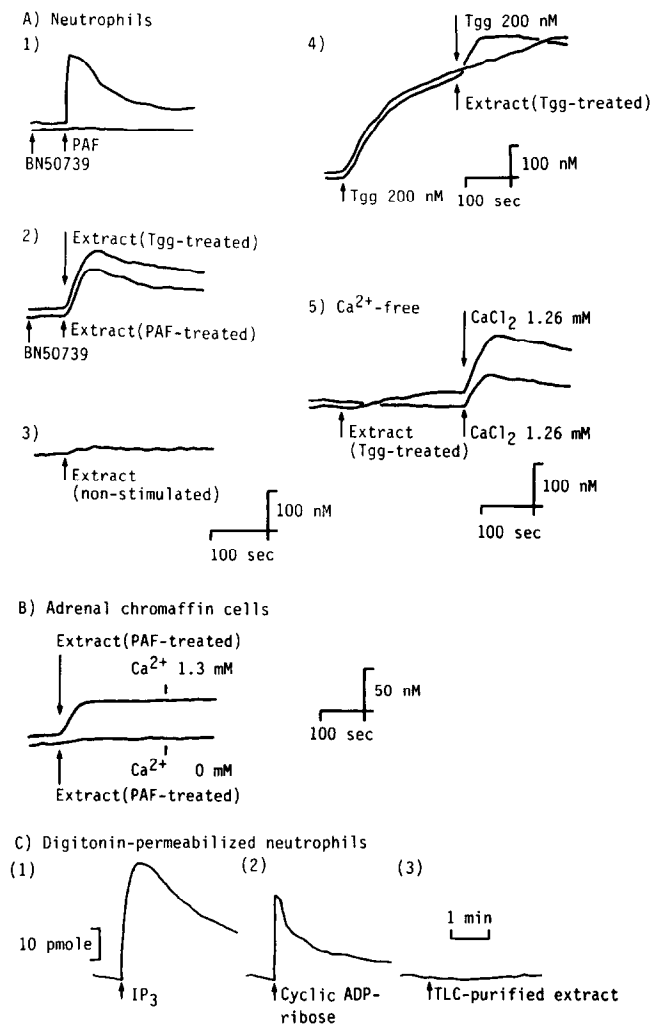 A) Neutrophils
1)
PAF
BN50739
2)
Extract(Tgg-treated)
Extract(PAF-treated)
BN50739
3)
Extract
(non-stimulated)
100 nM
100 sec
4)
Tgg 200 nM
Extract(Tgg-treated)
100 nM
Tgg 200 nM
100 sec
5) Ca2+-free
CaCl2 1.26 mM
Extract
(Tgg-treated)
CaCl2 1.26 mM
100 nM
100 sec
B) Adrenal chromaffin cells
Extract(PAF-treated)
Ca2+ 1.3 mM
50 nM
100 sec
Ca2+ 0 mM
Extract(PAF-treated)
C) Digitonin-permeabilized neutrophils
(1)
(2)
(3)
1 min
10 pmole
IP3
Cyclic ADP-
ribose
TLC-purified extract